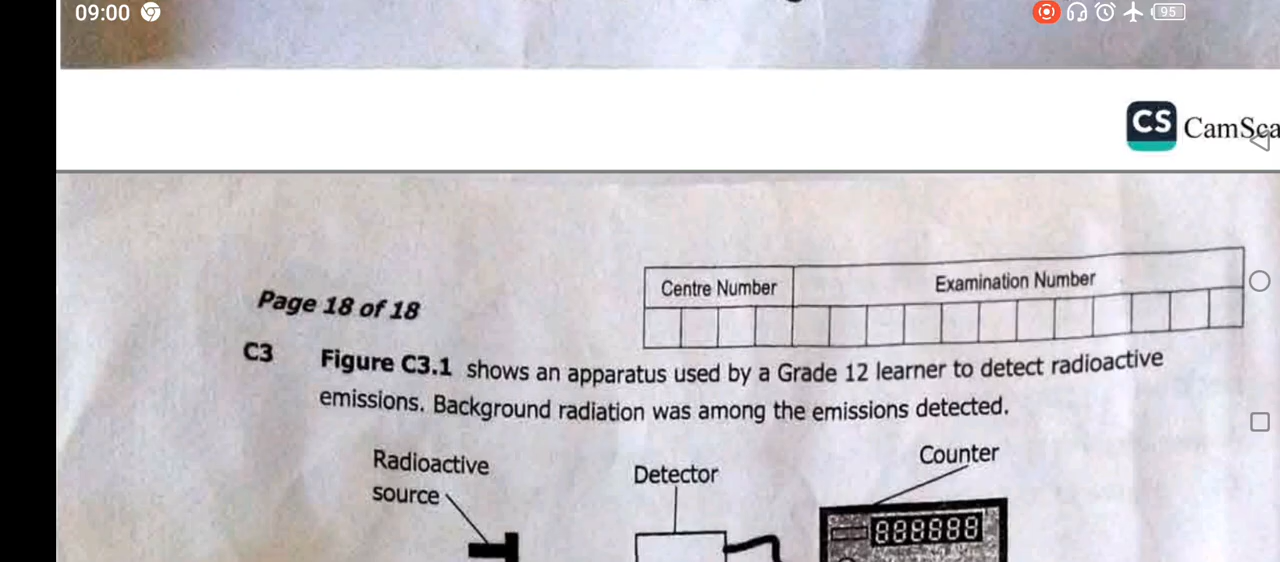 09:00
95
CS CamSca
Centre Number
Examination Number
Page 18 of 18
C3 Figure C3.1 shows an apparatus used by a Grade 12 learner to detect radioactive
emissions. Background radiation was among the emissions detected.
Radioactive
source
Detector
Counter
888888